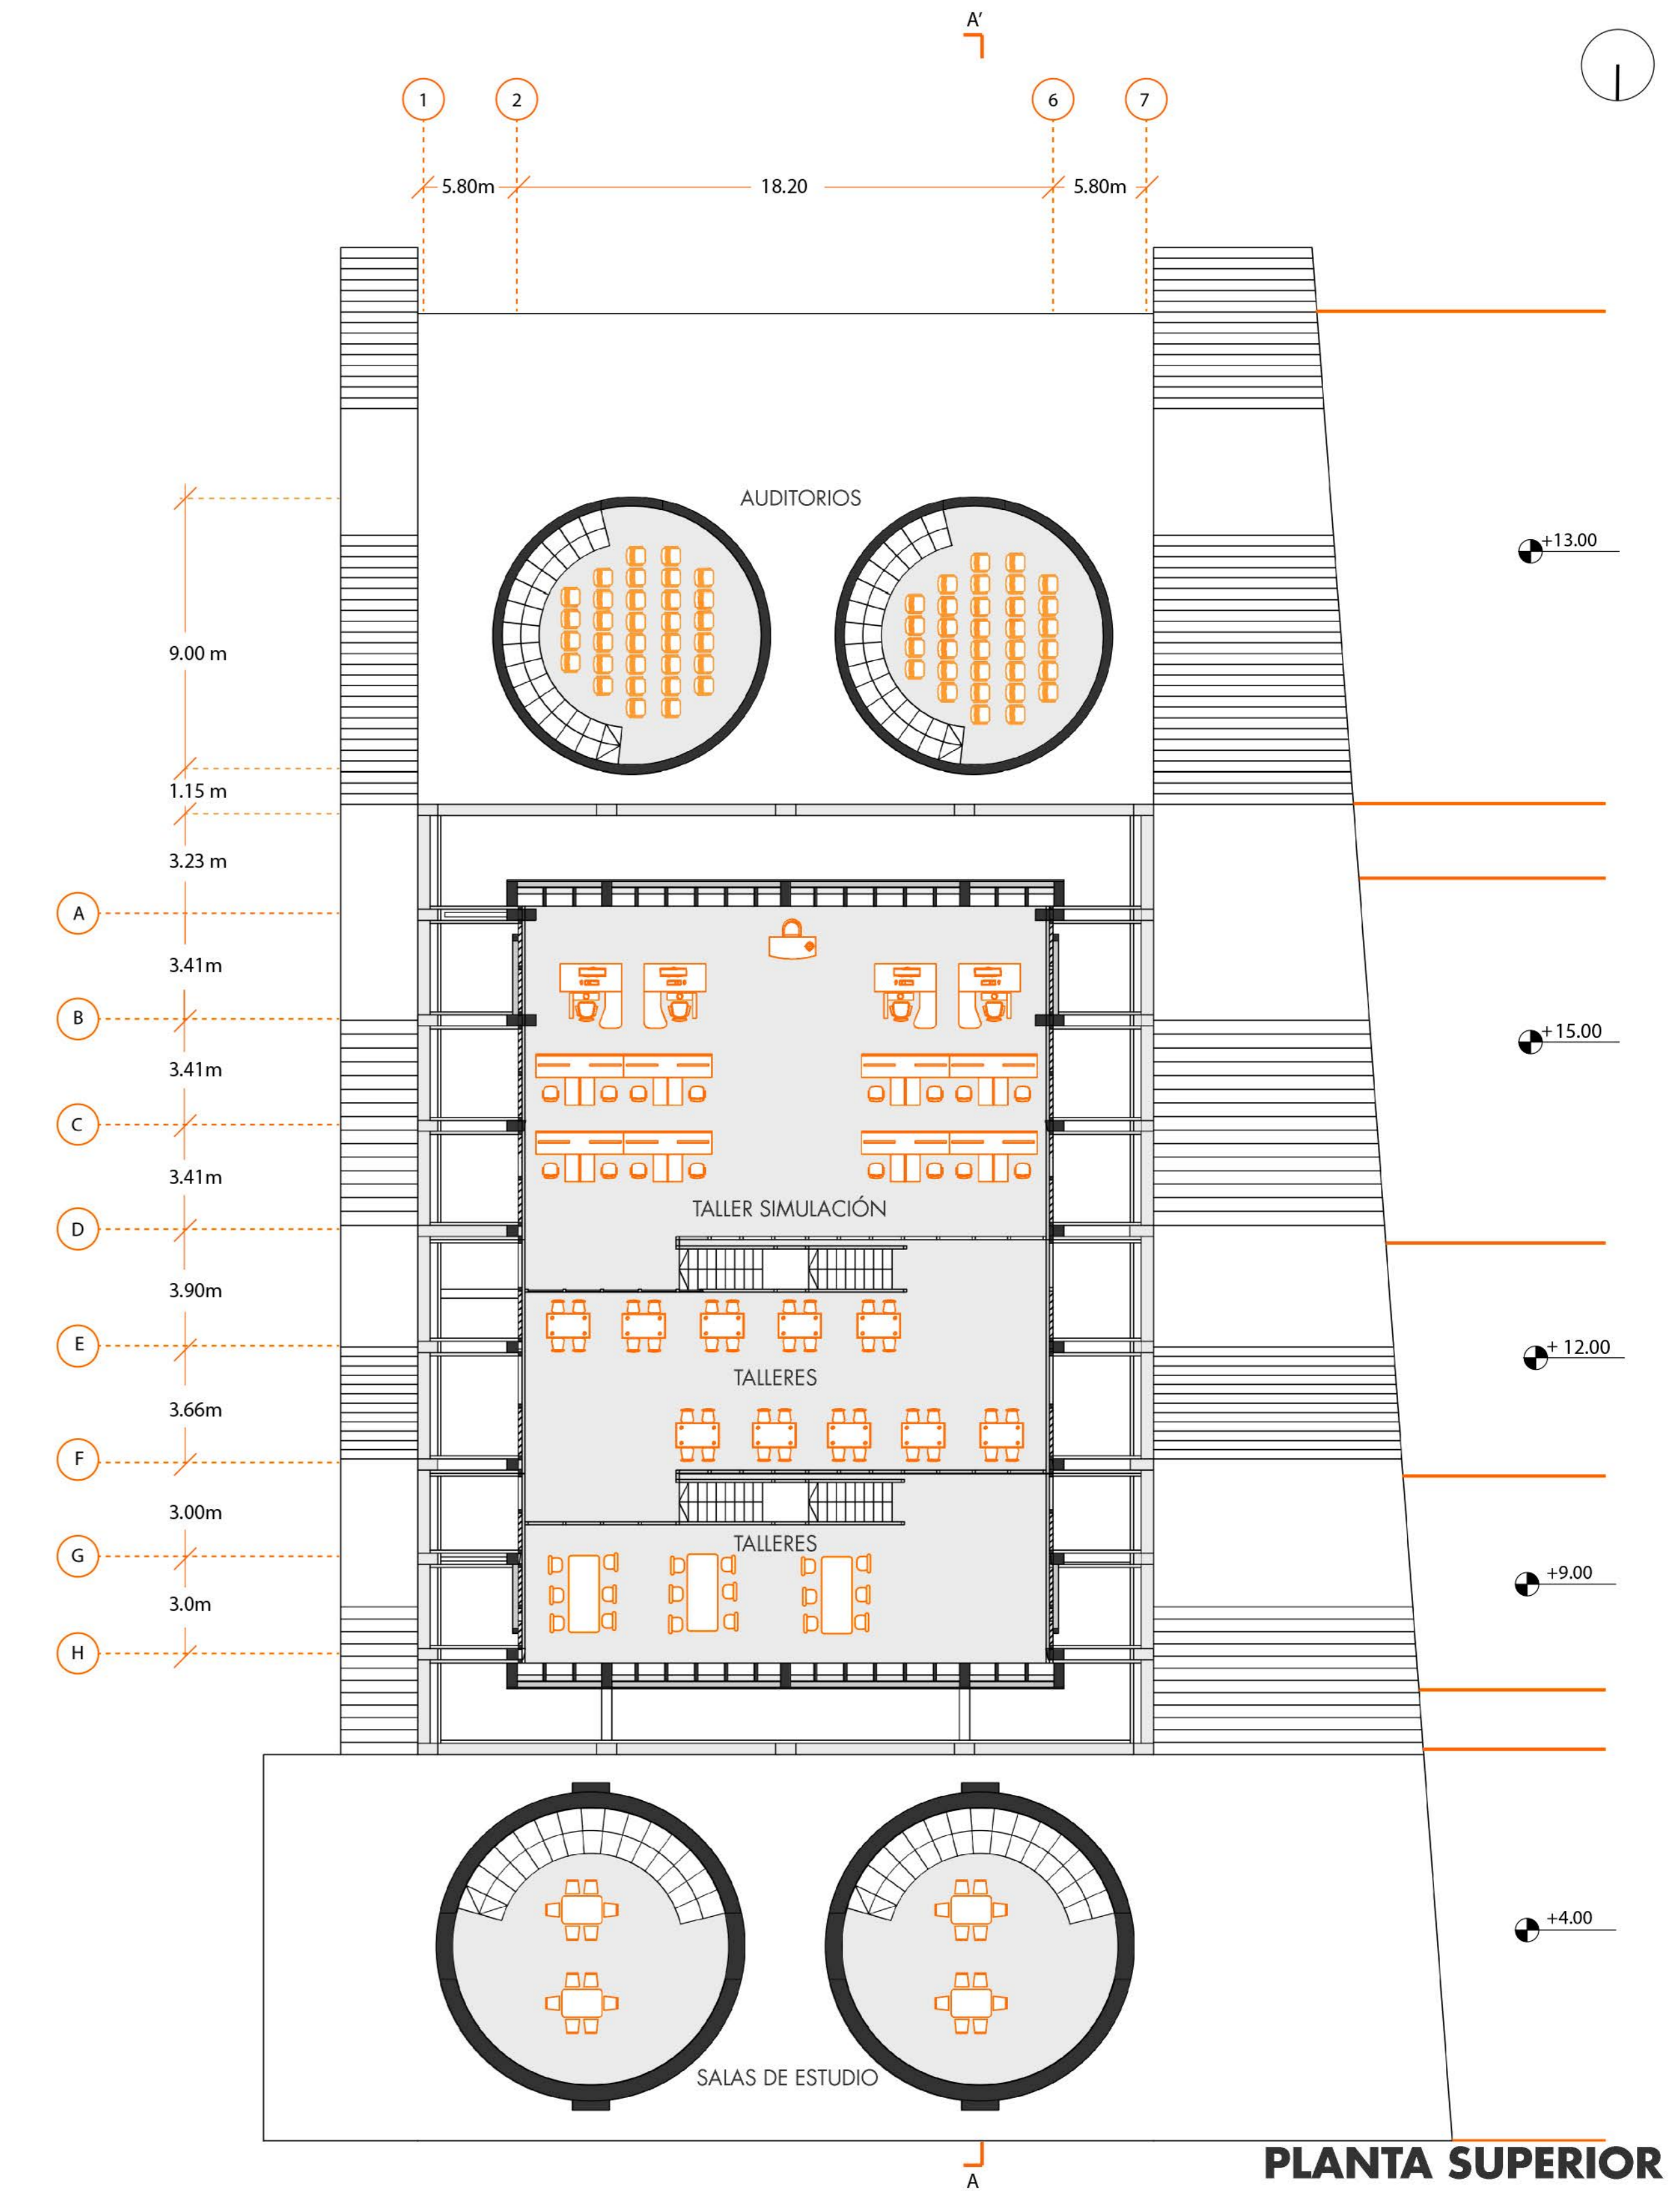 A’
1
2
6
7
5.80m
18.20
5.80m
AUDITORIOS
+13.00
9.00 m
1.15 m
3.23 m
A
3.41m
B
+15.00
3.41m
C
3.41m
TALLER SIMULACIÓN
D
3.90m
E
+ 12.00
TALLERES
3.66m
F
3.00m
TALLERES
G
+9.00
3.0m
H
+4.00
SALAS DE ESTUDIO
PLANTA SUPERIOR
A